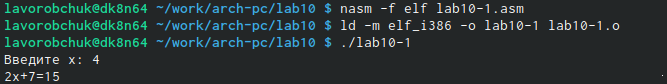 lavorobchuk@dk8n64 ~/work/arch-pc/lab10 $ nasm -f elf lab10-1.asm
lavorobchuk@dk8n64 ~/work/arch-pc/lab10 $ ld -m elf_i386 -o lab10-1 lab10-1.o
lavorobchuk@dk8n64 ~/work/arch-pc/lab10 $ ./lab10-1
Введите x: 4
2x+7=15